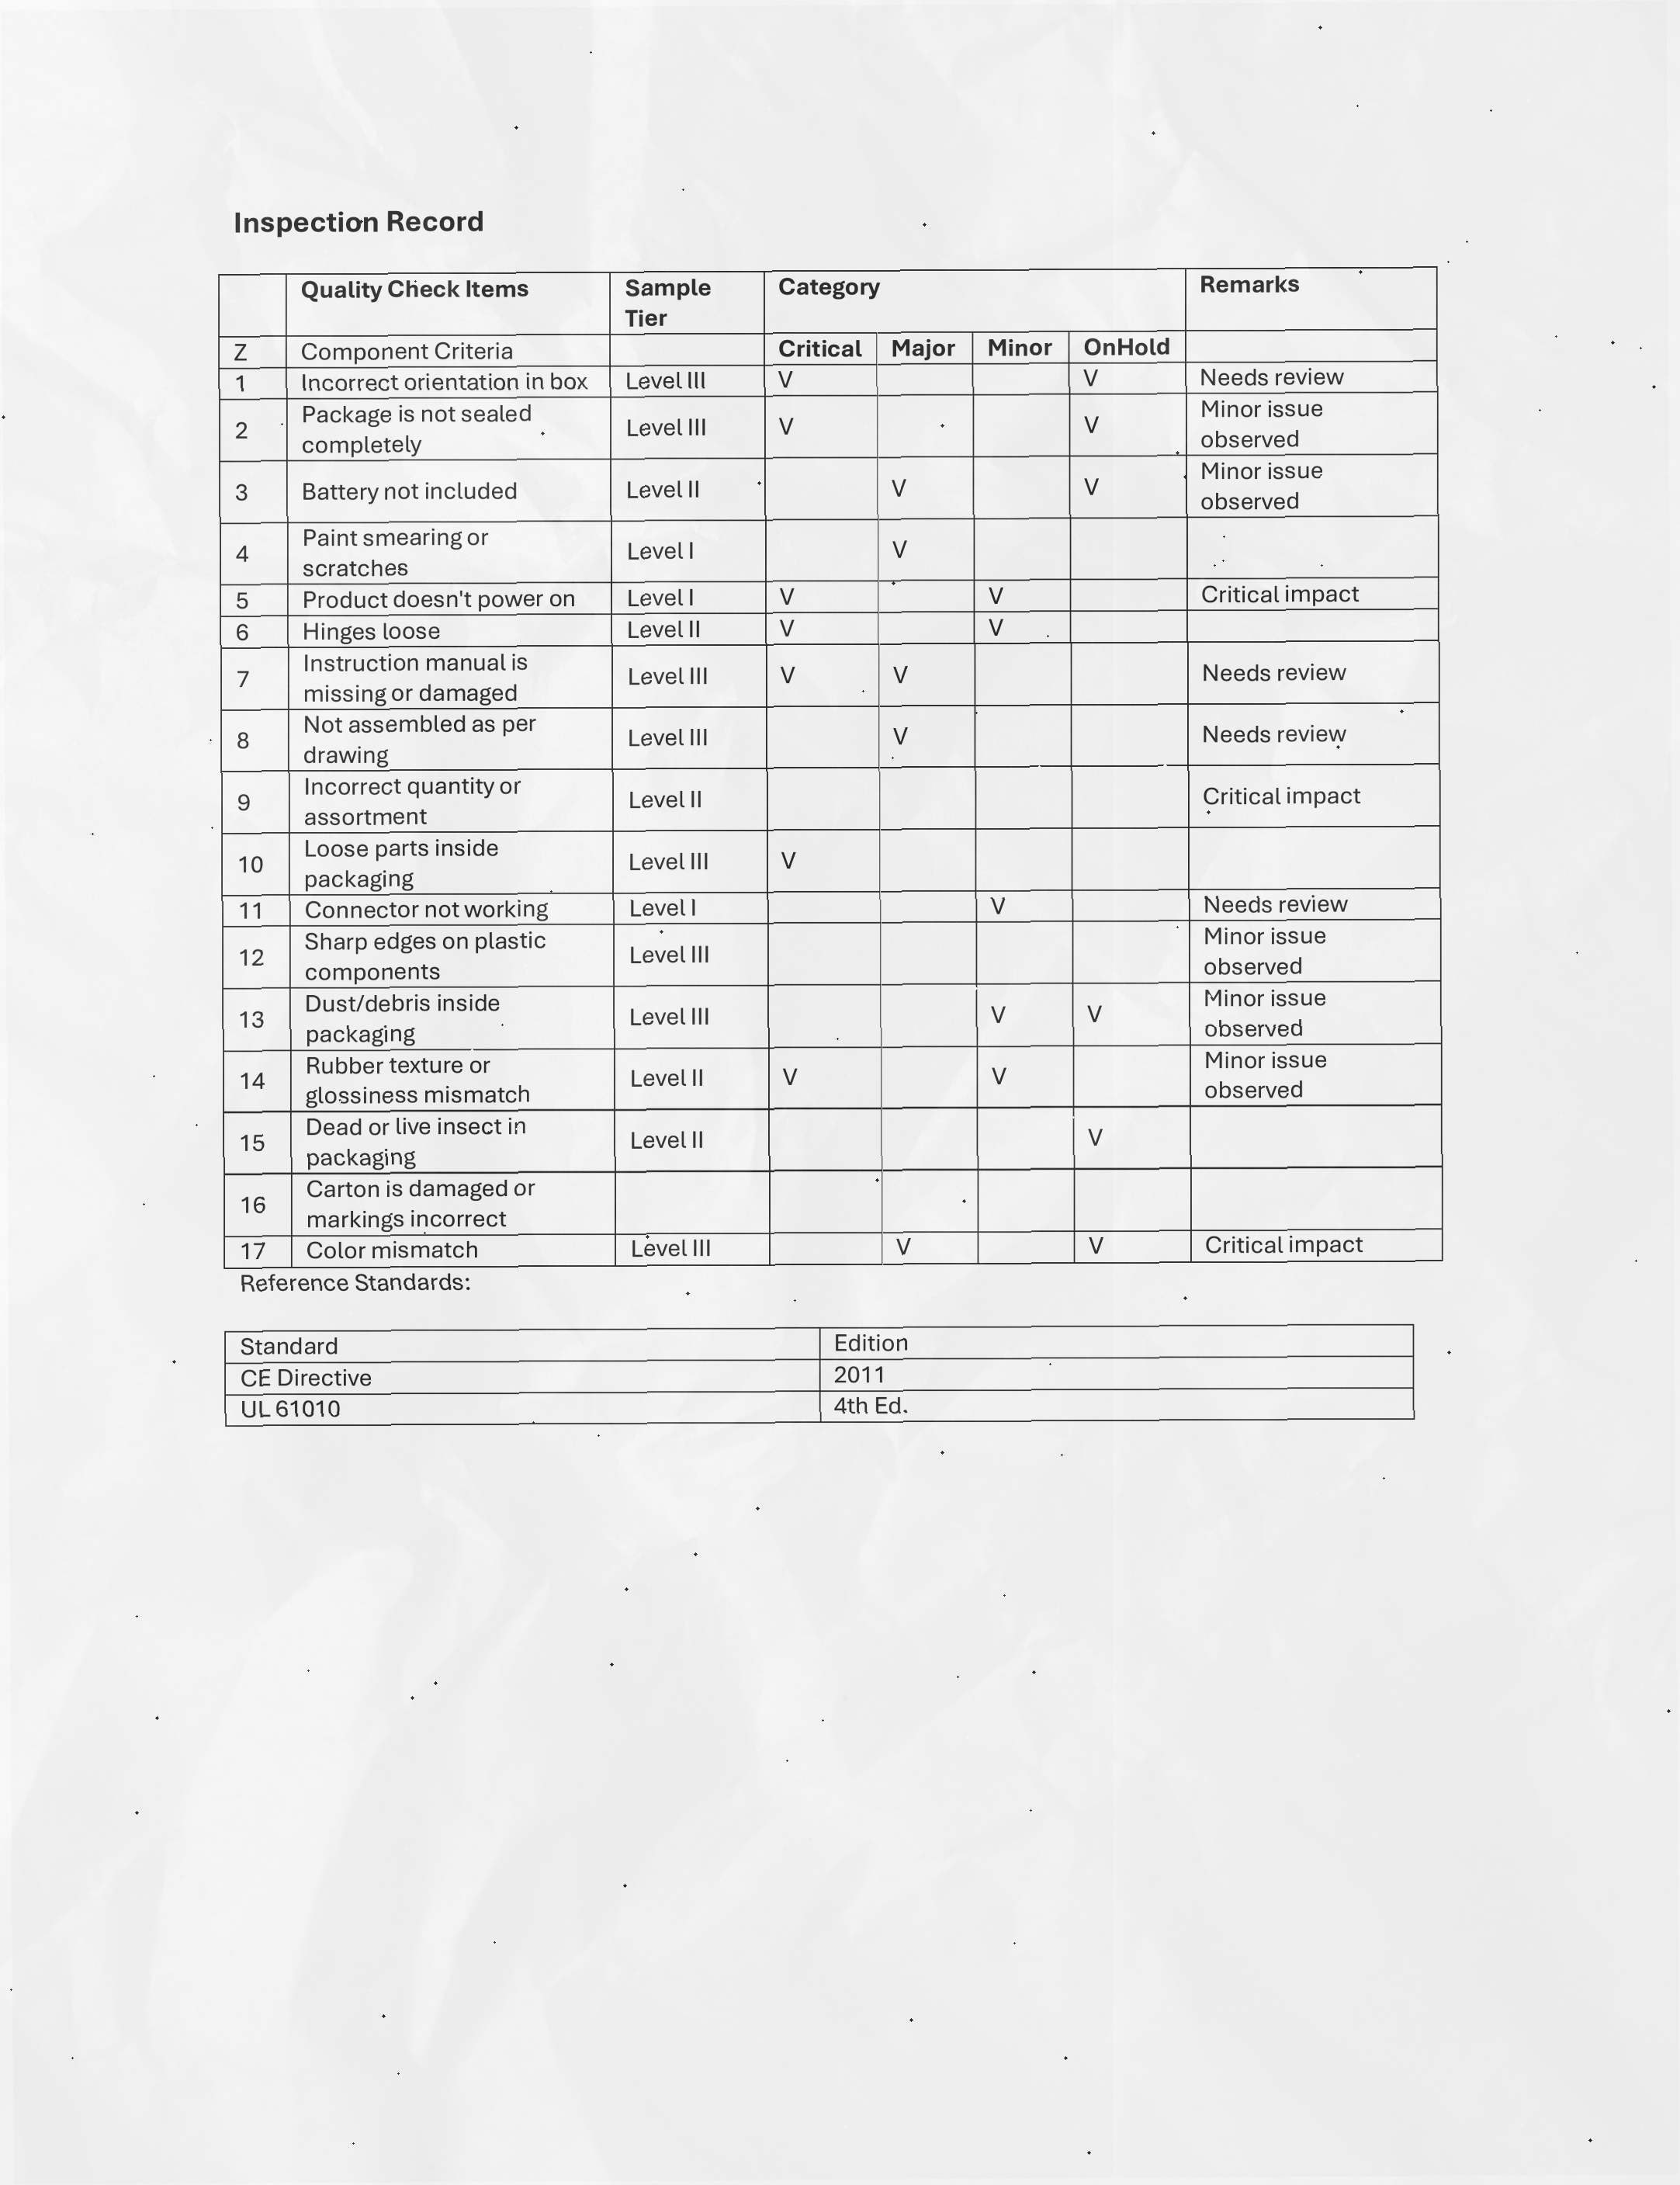 Inspection Record
Quality Check Items Sample Category Remarks
Tier
Z Component Criteria Critical Major Minor OnHold
1 Incorrect orientation in box Level III V V Needs review
2 Package is not sealed Level III V V Minor issue
completely observed
3 Battery not included Level II V V Minor issue
observed
4 Paint smearing or Level I V
scratches
5 Product doesn't power on Level I V V Critical impact
6 Hinges loose Level II V V
7 Instruction manual is Level III V V Needs review
missing or damaged
8 Not assembled as per Level III V Needs review
drawing
9 Incorrect quantity or Level II Critical impact
assortment
10 Loose parts inside Level III V
packaging
11 Connector not working Level I V Needs review
12 Sharp edges on plastic Level III Minor issue
components observed
13 Dust/debris inside Level III V V Minor issue
packaging observed
14 Rubber texture or Level II V V Minor issue
glossiness mismatch observed
15 Dead or live insect in Level II V
packaging
16 Carton is damaged or
markings incorrect
17 Color mismatch Level III V V Critical impact
Reference Standards:
Standard Edition
CE Directive 2011
UL 61010 4th Ed.